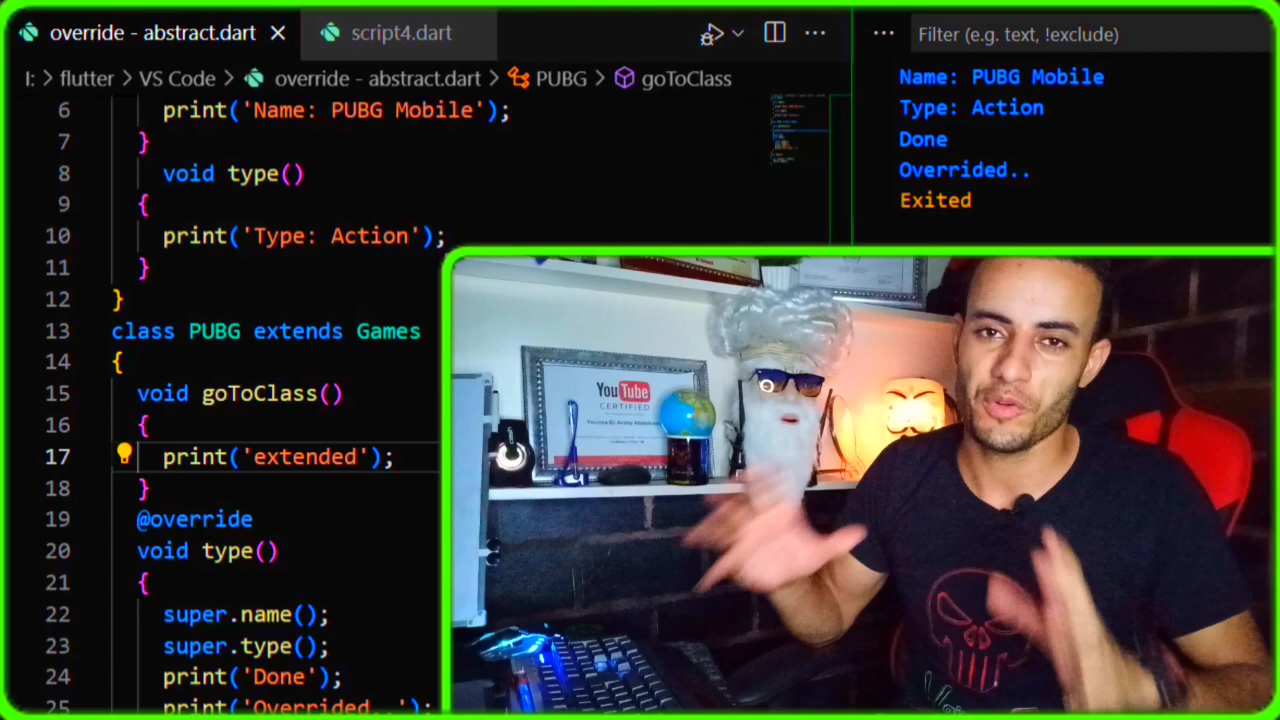 override - abstract.dart
script4.dart
I: > flutter > VS Code > override - abstract.dart > PUBG > goToClass
6 print('Name: PUBG Mobile');
7 }
8 void type()
9 {
10 print('Type: Action');
11 }
12 }
13 class PUBG extends Games
14 {
15 void goToClass()
16 {
17 print('extended');
18 }
19 @override
20 void type()
21 {
22 super.name();
23 super.type();
24 print('Done');
25 print('Overrided..');
Filter (e.g. text, !exclude)
Name: PUBG Mobile
Type: Action
Done
Overrided..
Exited
YouTube
CERTIFIED